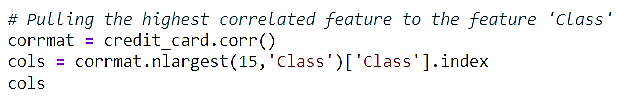 # Pulling the highest correlated feature to the feature 'Class'
corrmat = credit_card.corr()
cols = corrmat.nlargest(15,'Class')['Class'].index
cols